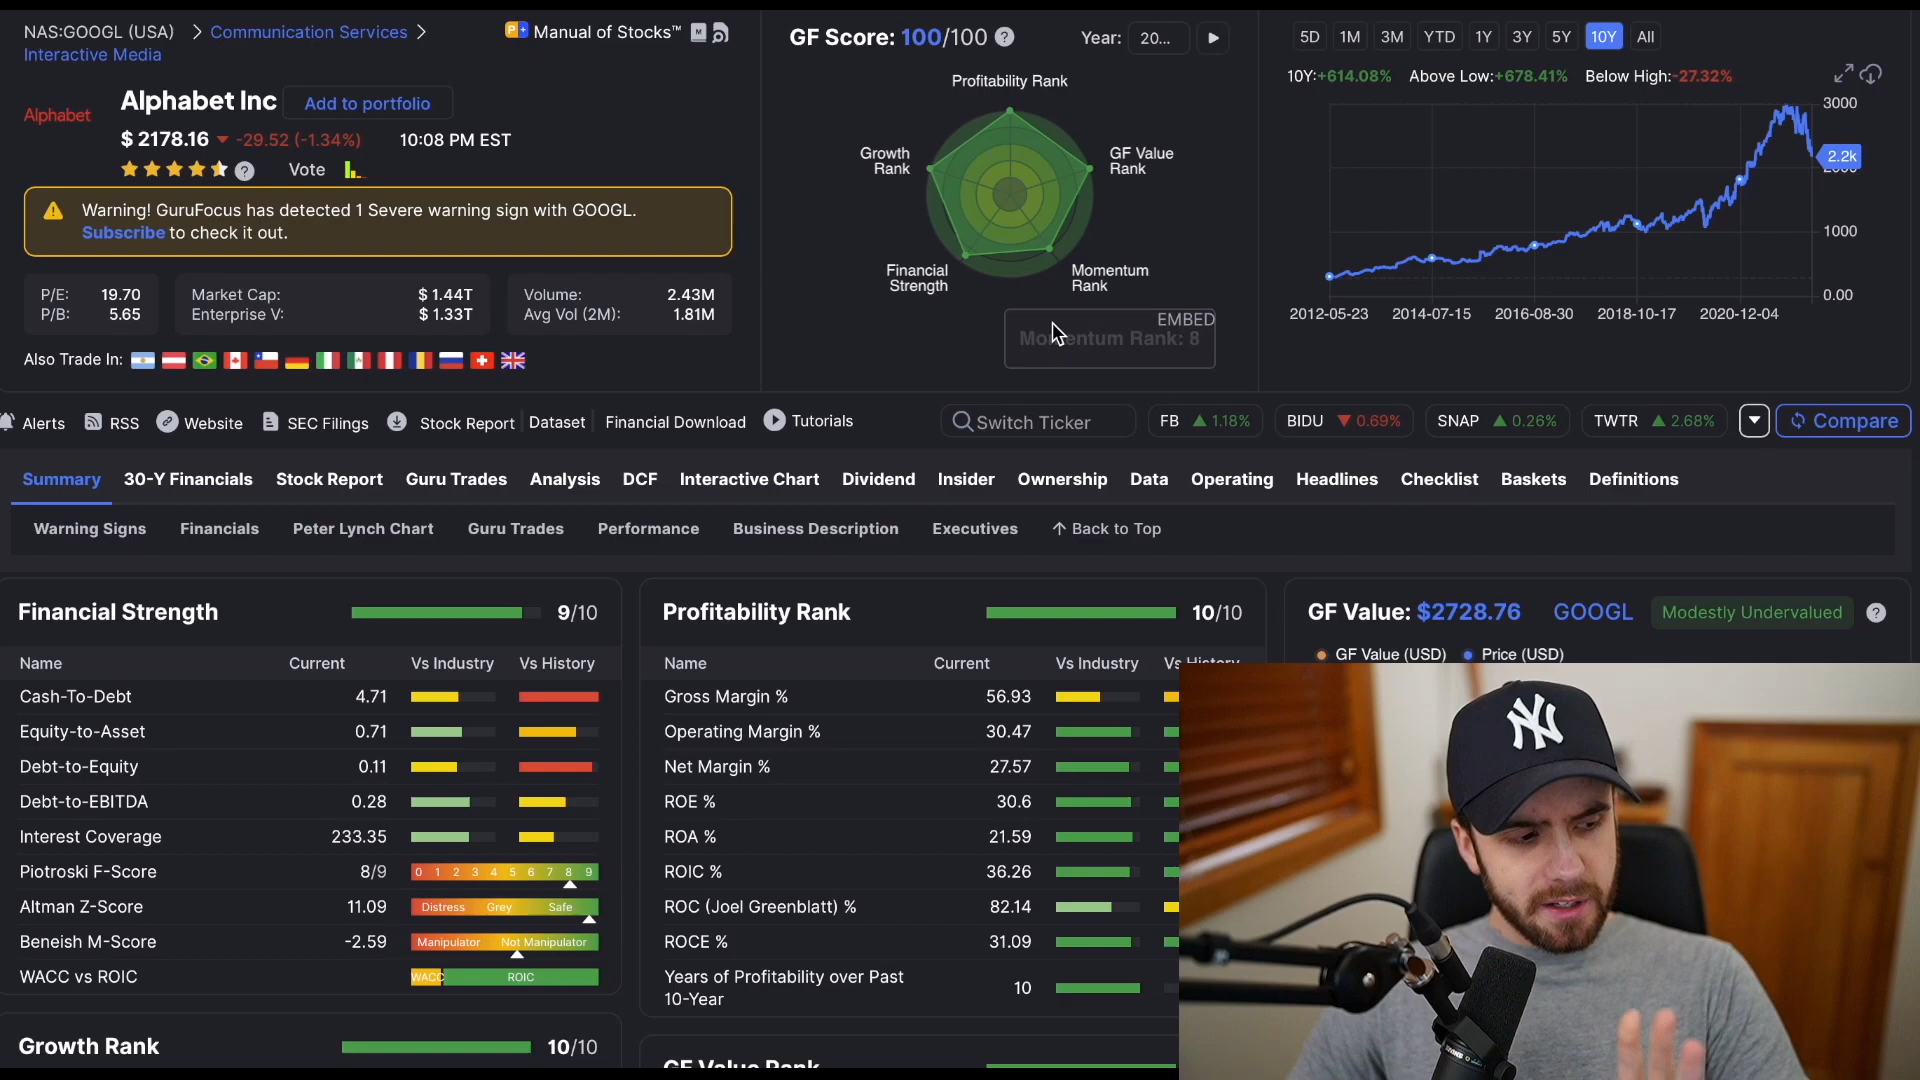 NAS:GOOGL (USA) > Communication Services >
Interactive Media
Manual of Stocks™
Alphabet
Alphabet Inc
Add to portfolio
$ 2178.16 -29.52 (-1.34%) 10:08 PM EST
Vote
Warning! GuruFocus has detected 1 Severe warning sign with GOOGL.
Subscribe to check it out.
P/E: 19.70
P/B: 5.65
Market Cap: $ 1.44T
Enterprise V: $ 1.33T
Volume: 2.43M
Avg Vol (2M): 1.81M
Also Trade In:
GF Score: 100/100 ?
Year: 20...
Profitability Rank
Growth Rank
GF Value Rank
Financial Strength
Momentum Rank
EMBED
Momentum Rank: 8
5D 1M 3M YTD 1Y 3Y 5Y 10Y All
10Y:+614.08% Above Low:+678.41% Below High:-27.32%
3000
2.2k
2000
1000
0.00
2012-05-23 2014-07-15 2016-08-30 2018-10-17 2020-12-04
Alerts RSS Website SEC Filings Stock Report Dataset Financial Download Tutorials
Switch Ticker
FB 1.18% BIDU 0.69% SNAP 0.26% TWTR 2.68% Compare
Summary 30-Y Financials Stock Report Guru Trades Analysis DCF Interactive Chart Dividend Insider Ownership Data Operating Headlines Checklist Baskets Definitions
Warning Signs Financials Peter Lynch Chart Guru Trades Performance Business Description Executives ↑ Back to Top
Financial Strength 9/10
Name Current Vs Industry Vs History
Cash-To-Debt 4.71
Equity-to-Asset 0.71
Debt-to-Equity 0.11
Debt-to-EBITDA 0.28
Interest Coverage 233.35
Piotroski F-Score 8/9 0 1 2 3 4 5 6 7 8 9
Altman Z-Score 11.09 Distress Grey Safe
Beneish M-Score -2.59 Manipulator Not Manipulator
WACC vs ROIC WACC ROIC
Growth Rank 10/10
Profitability Rank 10/10
Name Current Vs Industry Vs History
Gross Margin % 56.93
Operating Margin % 30.47
Net Margin % 27.57
ROE % 30.6
ROA % 21.59
ROIC % 36.26
ROC (Joel Greenblatt) % 82.14
ROCE % 31.09
Years of Profitability over Past
10-Year 10
GF Value Rank
GF Value: $2728.76 GOOGL Modestly Undervalued ?
GF Value (USD) Price (USD)
NY